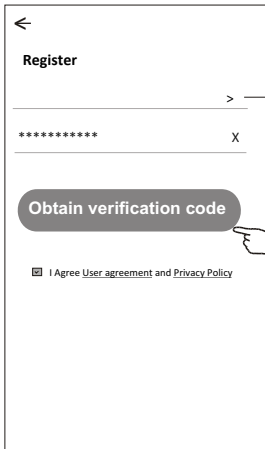 ←
Register
>
*********** X
Obtain verification code
I Agree User agreement and Privacy Policy